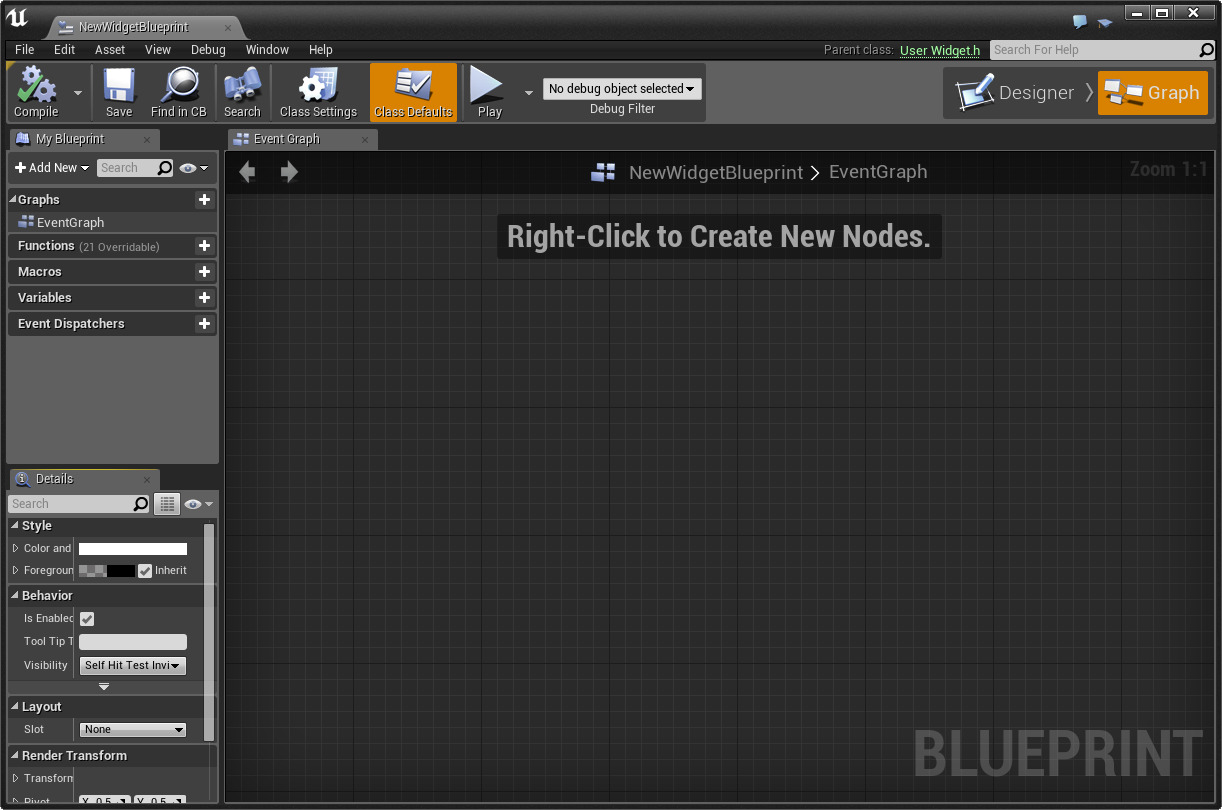 NewWidgetBlueprint
File Edit Asset View Debug Window Help Parent class: User Widget.h Search For Help
Compile Save Find in CB Search Class Settings Class Defaults Play No debug object selected Debug Filter Designer Graph
My Blueprint Event Graph
Add New Search
NewWidgetBlueprint EventGraph Zoom 1:1
Graphs
EventGraph
Right-Click to Create New Nodes.
Functions (21 Overridable)
Macros
Variables
Event Dispatchers
Details
Search
Style
Color and
Foregroun Inherit
Behavior
Is Enabled
Tool Tip T
Visibility Self Hit Test Invi
Layout
Slot None
Render Transform
Transform
Pivot X 0.5 Y 0.5
BLUEPRINT